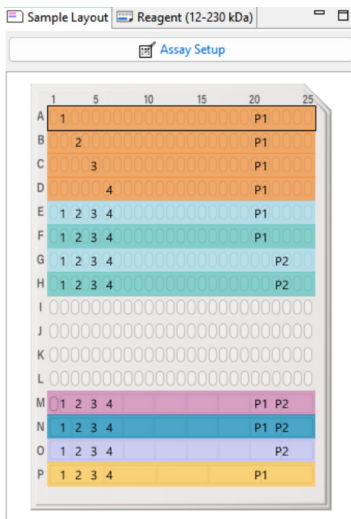 Sample Layout Reagent (12-230 kDa)
Assay Setup
1 5 10 15 20 25
A 1 P1
B 2 P1
C 3 P1
D 4 P1
E 1 2 3 4 P1
F 1 2 3 4 P1
G 1 2 3 4 P2
H 1 2 3 4 P2
I
J
K
L
M 1 2 3 4 P1 P2
N 1 2 3 4 P1 P2
O 1 2 3 4 P2
P 1 2 3 4 P1